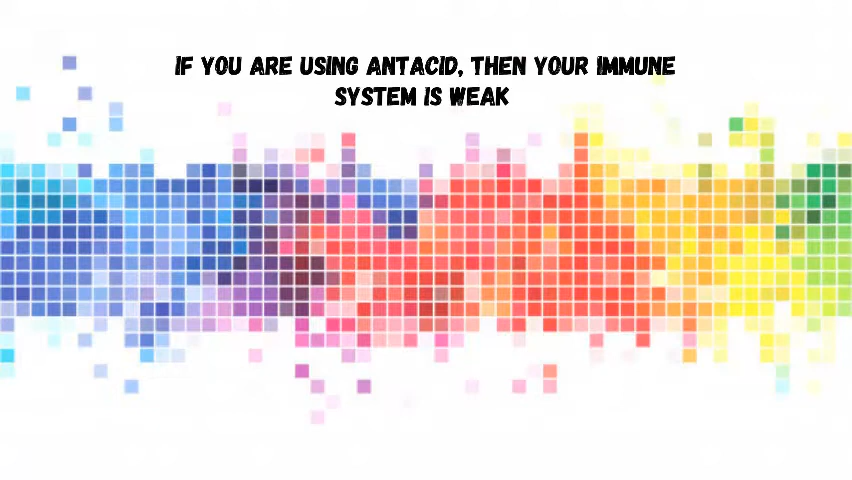 IF YOU ARE USING ANTACID, THEN YOUR IMMUNE
SYSTEM IS WEAK